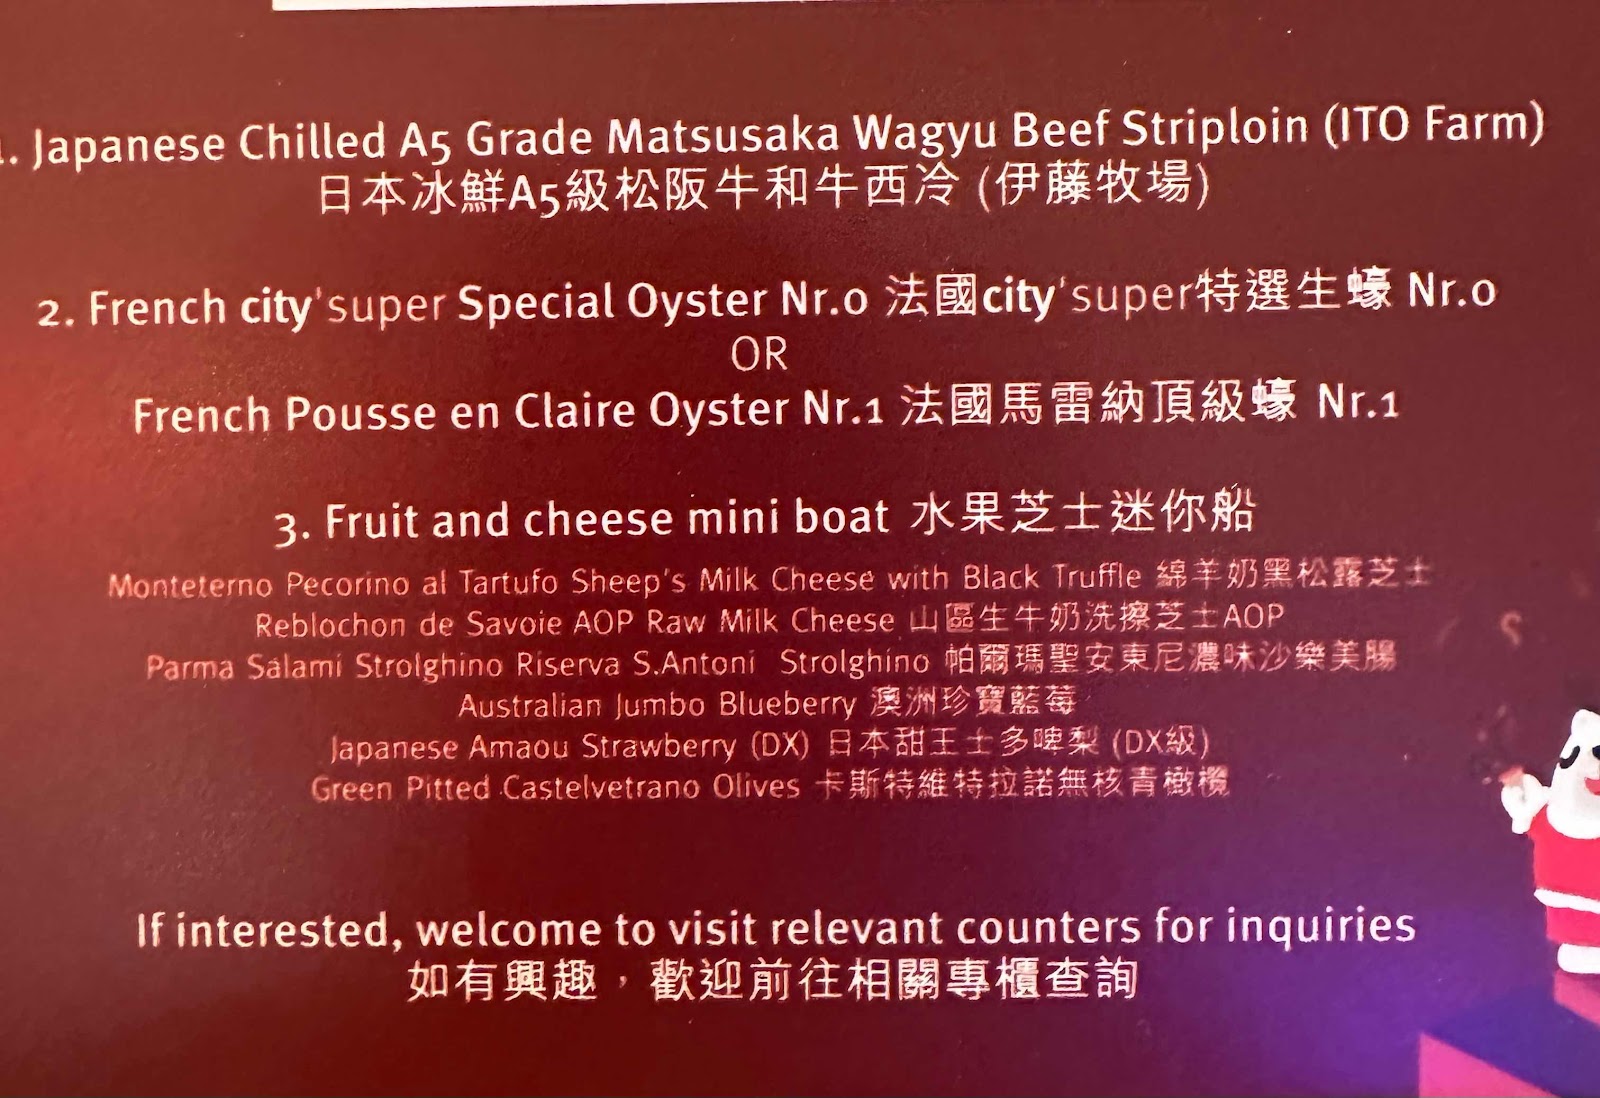 1. Japanese Chilled A5 Grade Matsusaka Wagyu Beef Striploin (ITO Farm)
日本冰鮮A5級松阪牛和牛西冷 (伊藤牧場)
2. French city'super Special Oyster Nr.0 法國city'super特選生蠔 Nr.0
OR
French Pousse en Claire Oyster Nr.1 法國馬雷納頂級蠔 Nr.1
3. Fruit and cheese mini boat 水果芝士迷你船
Monteterno Pecorino al Tartufo Sheep's Milk Cheese with Black Truffle 綿羊奶黑松露芝士
Reblochon de Savoie AOP Raw Milk Cheese 山區生牛奶洗擦芝士AOP
Parma Salami Strolghino Riserva S.Antoni Strolghino 帕爾瑪聖安東尼濃味沙樂美腸
Australian Jumbo Blueberry 澳洲珍寶藍莓
Japanese Amaou Strawberry (DX) 日本甜王士多啤梨 (DX級)
Green Pitted Castelvetrano Olives 卡斯特維特拉諾無核青橄欖
If interested, welcome to visit relevant counters for inquiries
如有興趣，歡迎前往相關專櫃查詢